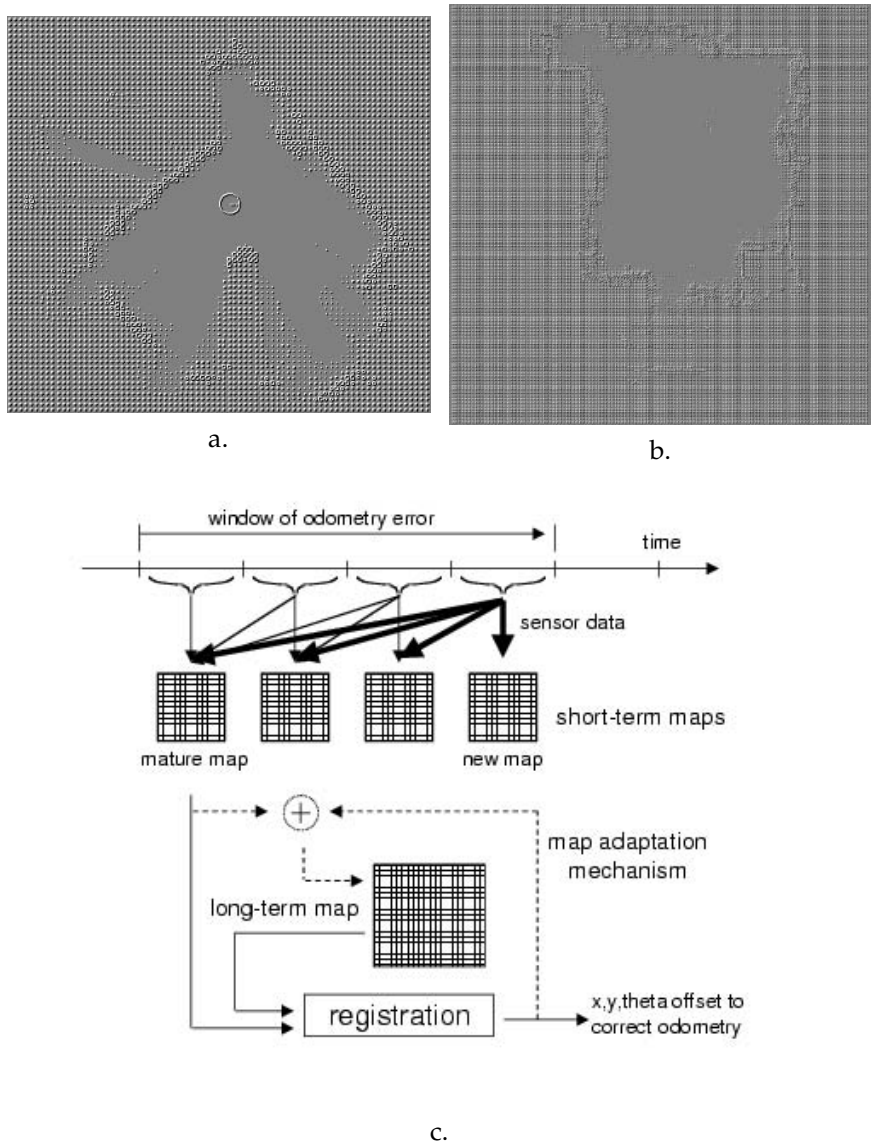 a.
b.
window of odometry error
time
sensor data
short-term maps
mature map
new map
map adaptation
mechanism
long-term map
registration
x,y,theta offset to
correct odometry
c.